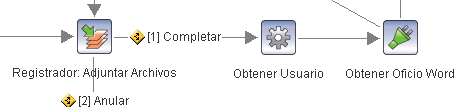 [1] Completar
Registrador: Adjuntar Archivos
Obtener Usuario
Obtener Oficio Word
[2] Anular